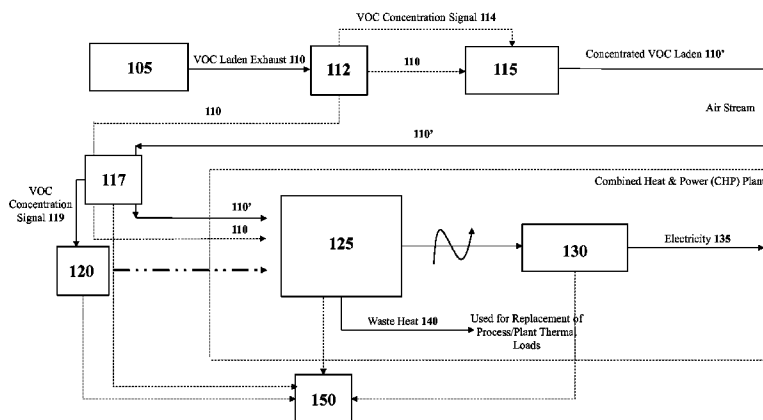 VOC Concentration Signal 114
105
VOC Laden Exhaust 110
112
110
115
Concentrated VOC Laden 110'
110
Air Stream
110'
117
Combined Heat & Power (CHP) Plant
VOC
Concentration
Signal 119
110'
110
125
130
Electricity 135
120
Waste Heat 140
Used for Replacement of
Process/Plant Thermal
Loads
150